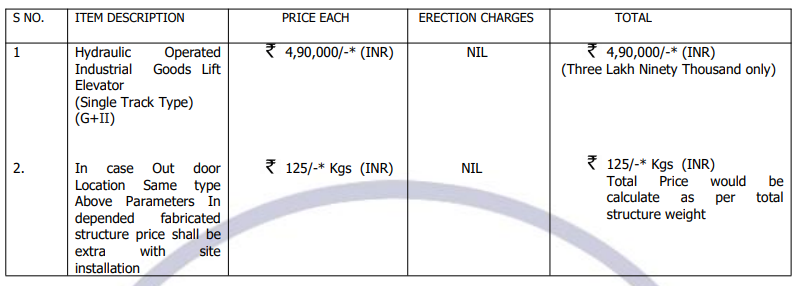 S NO. ITEM DESCRIPTION PRICE EACH ERECTION CHARGES TOTAL
1 Hydraulic Operated Industrial Goods Lift Elevator (Single Track Type) (G+II) ₹ 4,90,000/-* (INR) NIL ₹ 4,90,000/-* (INR)
(Three Lakh Ninety Thousand only)
2. In case Out door
Location Same type
Above Parameters In
depended fabricated
structure price shall be
extra with site
installation
₹ 125/-* Kgs (INR) NIL ₹ 125/-* Kgs (INR)
Total Price would be
calculate as per total
structure weight